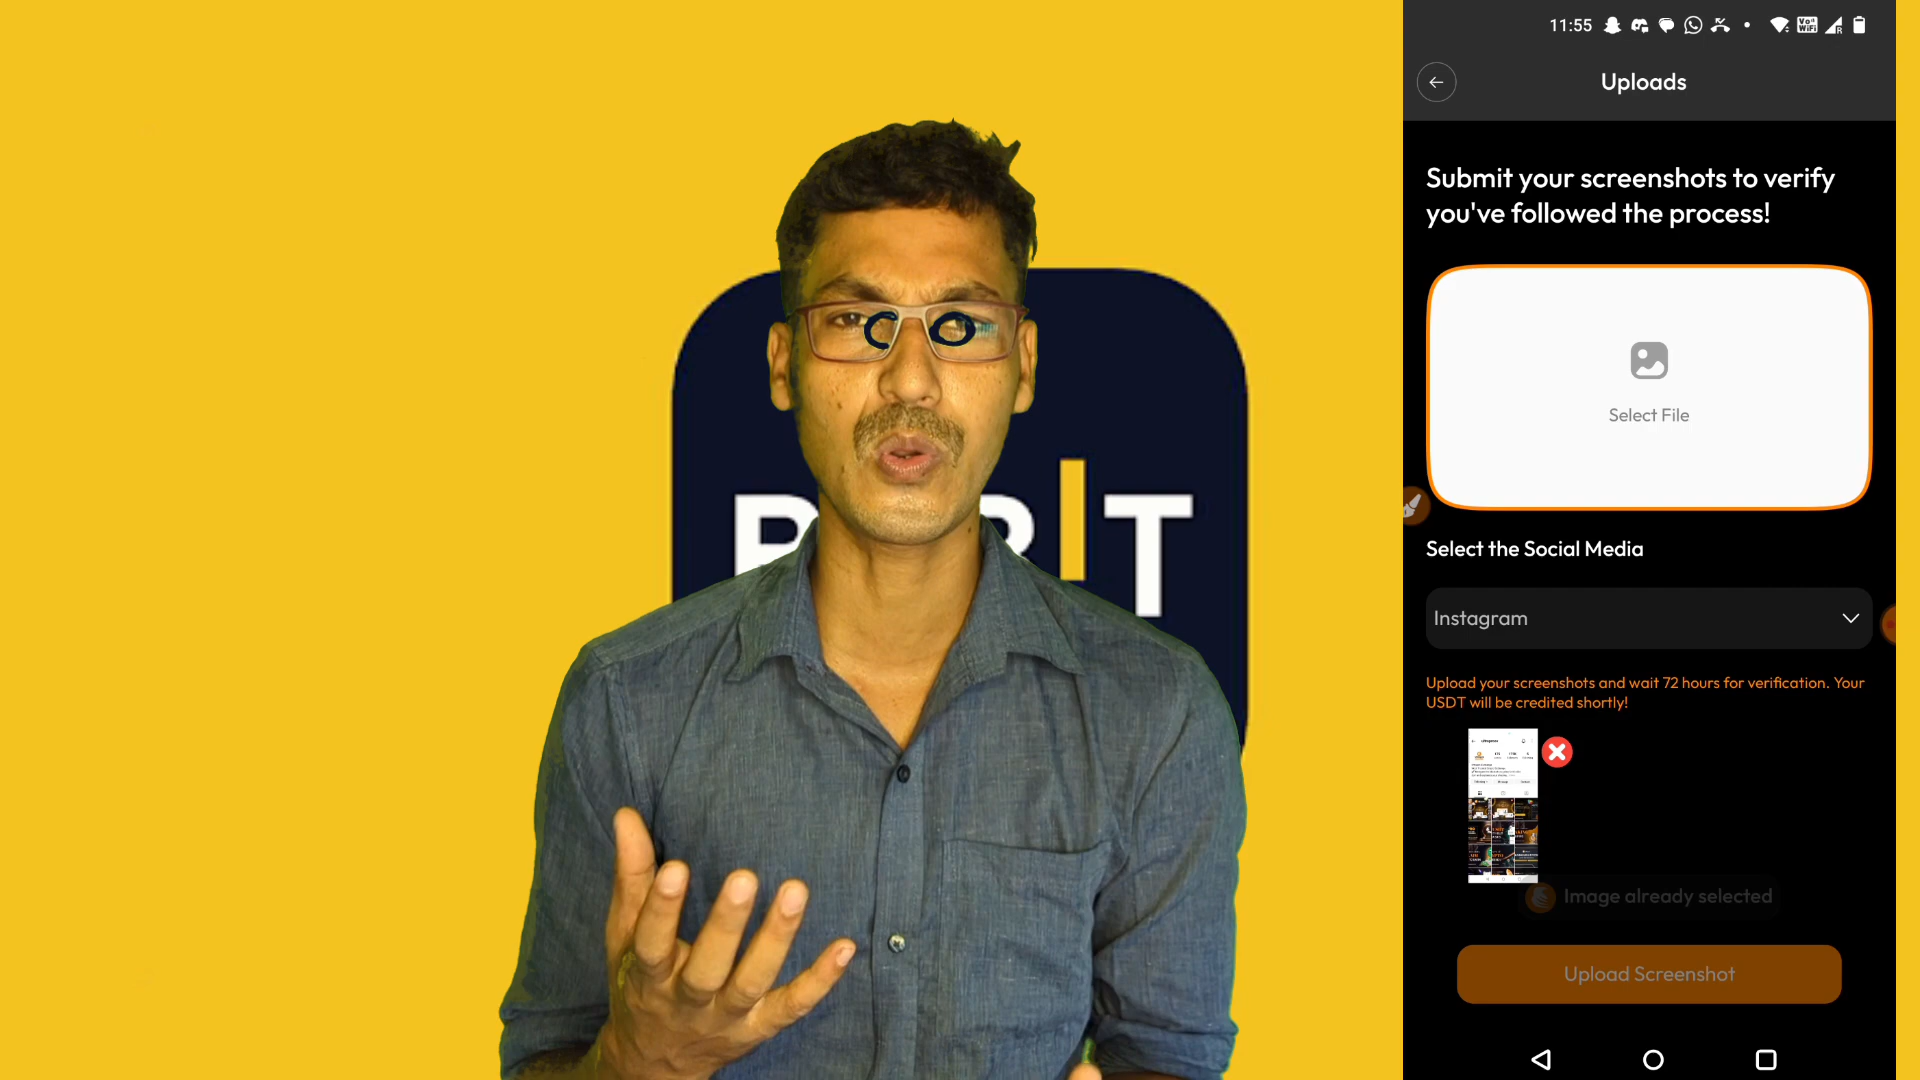 B IT
11:55
Uploads
Submit your screenshots to verify
you've followed the process!
Select File
Select the Social Media
Instagram
Upload your screenshots and wait 72 hours for verification. Your
USDT will be credited shortly!
Image already selected
Upload Screenshot